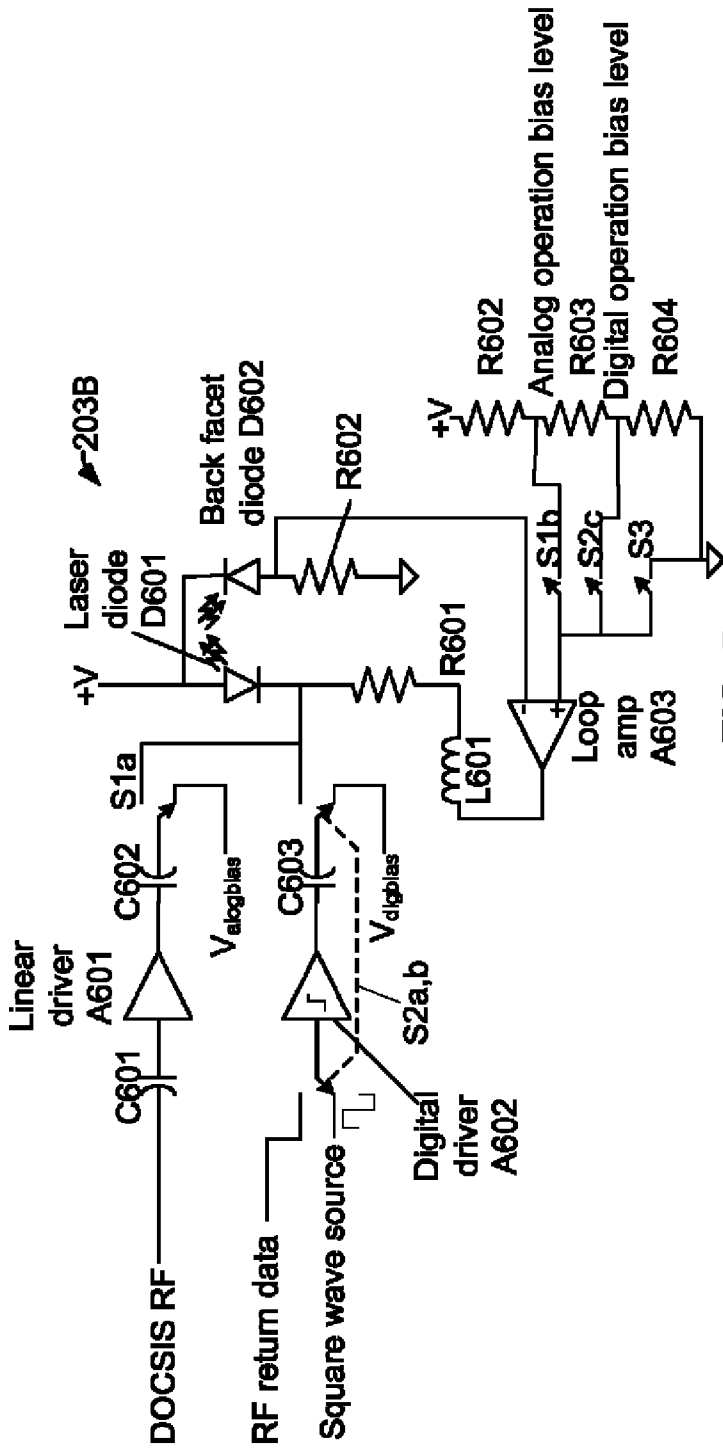 203B
Linear
driver
A601
C601
C602
S1a
DOCSIS RF
V_alogbias
+V
Laser
diode
D601
Back facet
diode D602
R602
RF return data
Square wave source
C603
V_digbias
S2a,b
Digital
driver
A602
R601
L601
Loop
amp
A603
-
+
S1b
S2c
S3
+V
R602
Analog operation bias level
R603
Digital operation bias level
R604